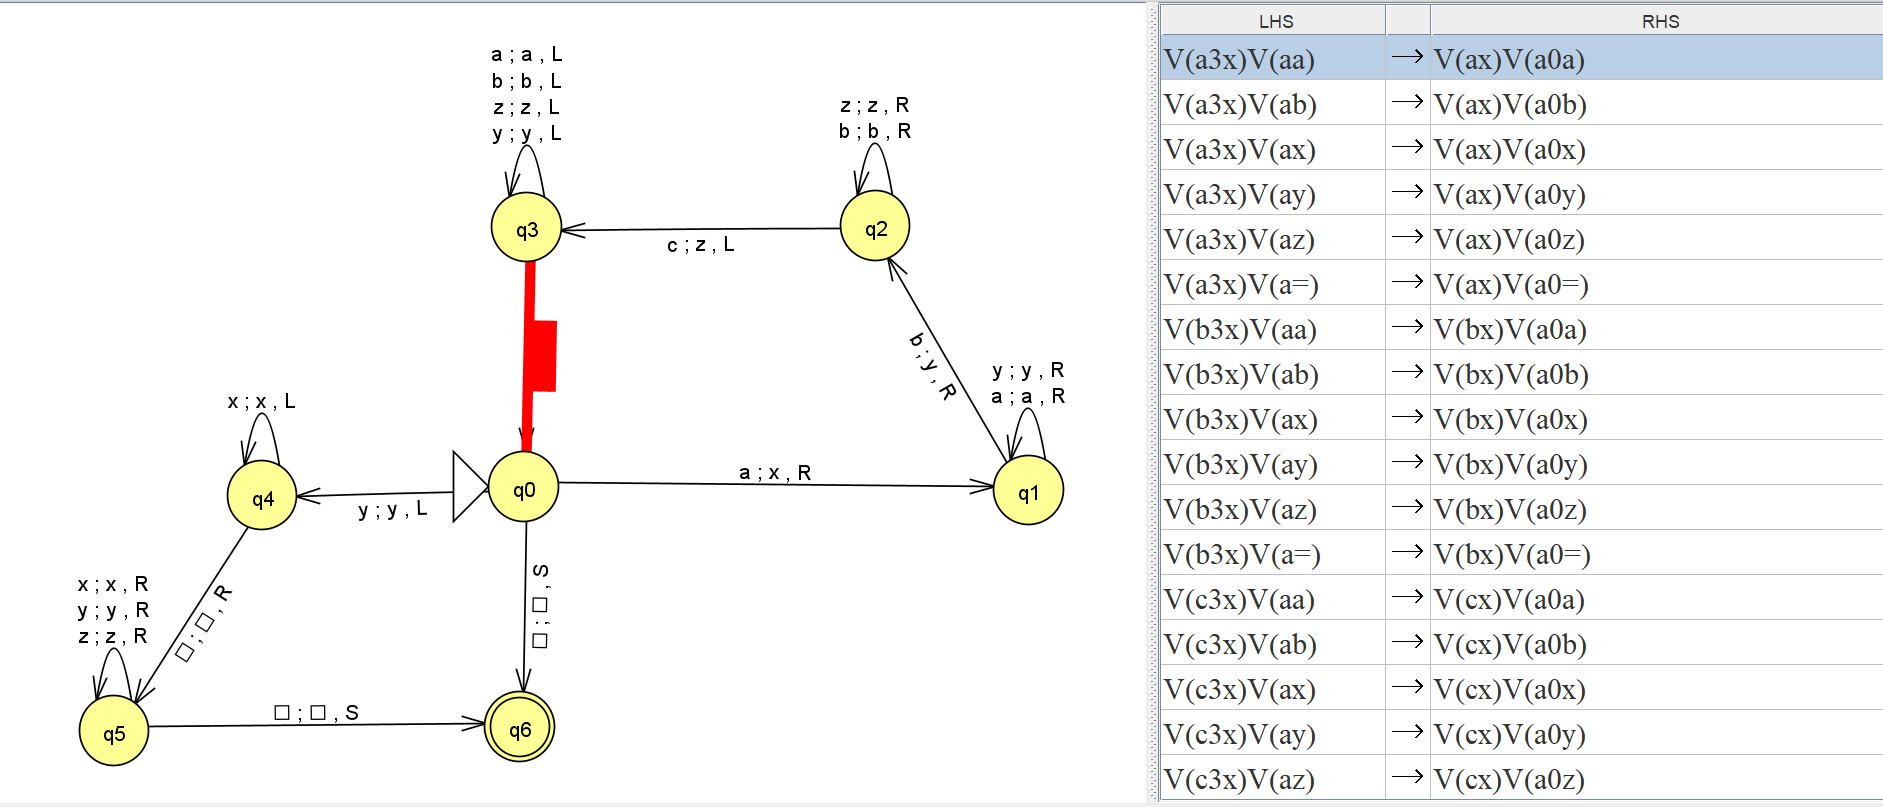 a ; a , L
b ; b , L
z ; z , L
y ; y , L
z ; z , R
b ; b , R
q3
q2
c ; z , L
b ; y , R
y ; y , R
a ; a , R
x ; x , L
q4
q0
q1
a ; x , R
y ; y , L
□ ; □ , R
□ ; □ , S
x ; x , R
y ; y , R
z ; z , R
q5
□ ; □ , S
q6
LHS RHS
V(a3x)V(aa) → V(ax)V(a0a)
V(a3x)V(ab) → V(ax)V(a0b)
V(a3x)V(ax) → V(ax)V(a0x)
V(a3x)V(ay) → V(ax)V(a0y)
V(a3x)V(az) → V(ax)V(a0z)
V(a3x)V(a=) → V(ax)V(a0=)
V(b3x)V(aa) → V(bx)V(a0a)
V(b3x)V(ab) → V(bx)V(a0b)
V(b3x)V(ax) → V(bx)V(a0x)
V(b3x)V(ay) → V(bx)V(a0y)
V(b3x)V(az) → V(bx)V(a0z)
V(b3x)V(a=) → V(bx)V(a0=)
V(c3x)V(aa) → V(cx)V(a0a)
V(c3x)V(ab) → V(cx)V(a0b)
V(c3x)V(ax) → V(cx)V(a0x)
V(c3x)V(ay) → V(cx)V(a0y)
V(c3x)V(az) → V(cx)V(a0z)